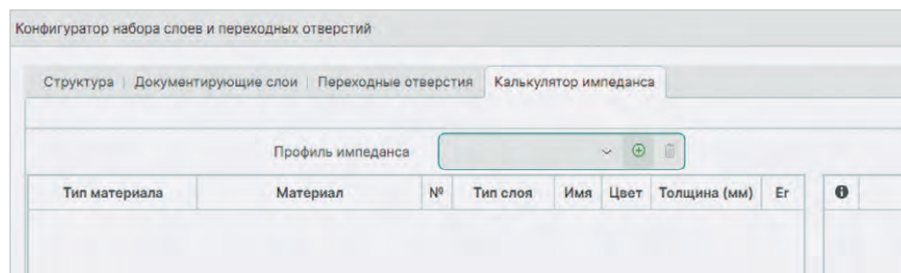 Конфигуратор набора слоев и переходных отверстий
Структура | Документирующие слои | Переходные отверстия Калькулятор импеданса
Профиль импеданса
Тип материала Материал № Тип слоя Имя Цвет Толщина (мм) Er